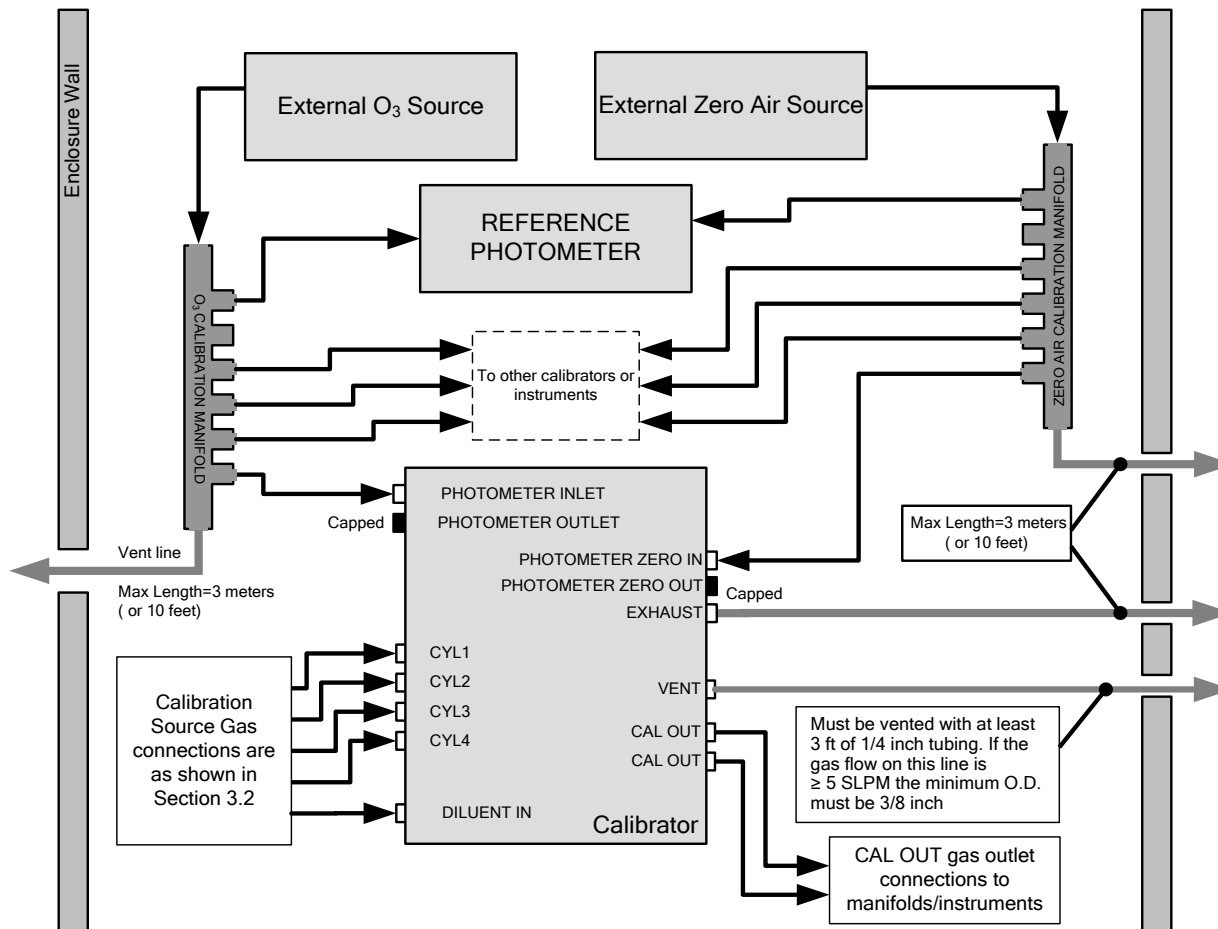 Enclosure Wall
External O₃ Source
External Zero Air Source
REFERENCE
PHOTOMETER
O₃ CALIBRATION MANIFOLD
ZERO AIR CALIBRATION MANIFOLD
To other calibrators or
instruments
PHOTOMETER INLET
Capped
PHOTOMETER OUTLET
PHOTOMETER ZERO IN
PHOTOMETER ZERO OUT
Capped
EXHAUST
Vent line
Max Length=3 meters
( or 10 feet)
Max Length=3 meters
( or 10 feet)
CYL1
CYL2
CYL3
CYL4
DILUENT IN
VENT
CAL OUT
CAL OUT
Calibrator
Calibration
Source Gas
connections are
as shown in
Section 3.2
Must be vented with at least
3 ft of 1/4 inch tubing. If the
gas flow on this line is
≥ 5 SLPM the minimum O.D.
must be 3/8 inch
CAL OUT gas outlet
connections to
manifolds/instruments